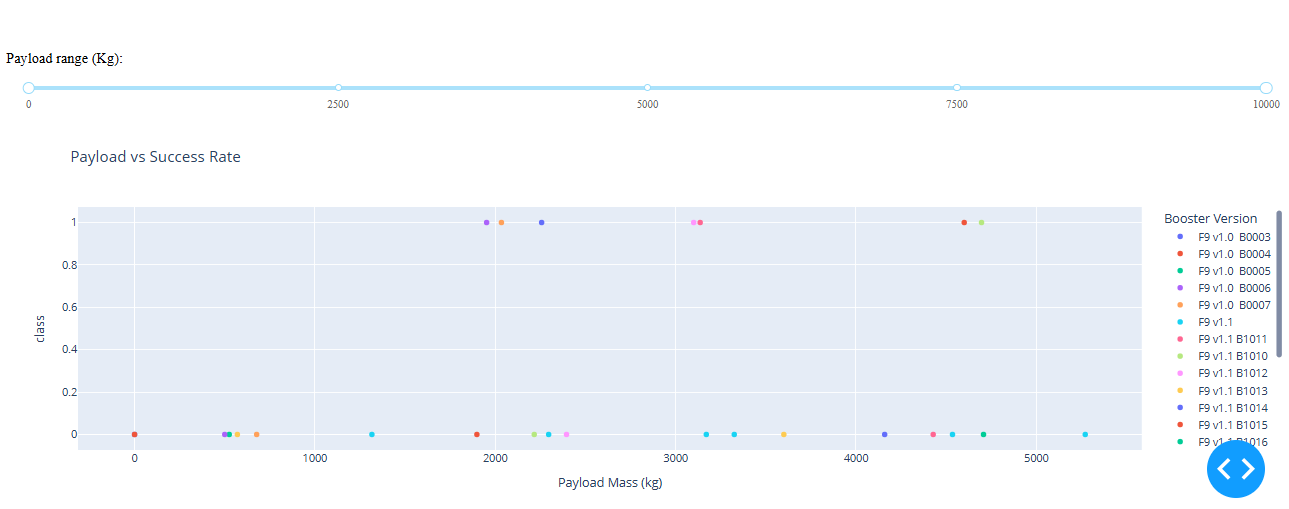 Payload range (Kg):
0 2500 5000 7500 10000
Payload vs Success Rate
1
0.8
0.6
0.4
0.2
0
class
0 1000 2000 3000 4000 5000
Payload Mass (kg)
Booster Version
F9 v1.0 B0003
F9 v1.0 B0004
F9 v1.0 B0005
F9 v1.0 B0006
F9 v1.0 B0007
F9 v1.1
F9 v1.1 B1011
F9 v1.1 B1010
F9 v1.1 B1012
F9 v1.1 B1013
F9 v1.1 B1014
F9 v1.1 B1015
F9 v1.1 B1016